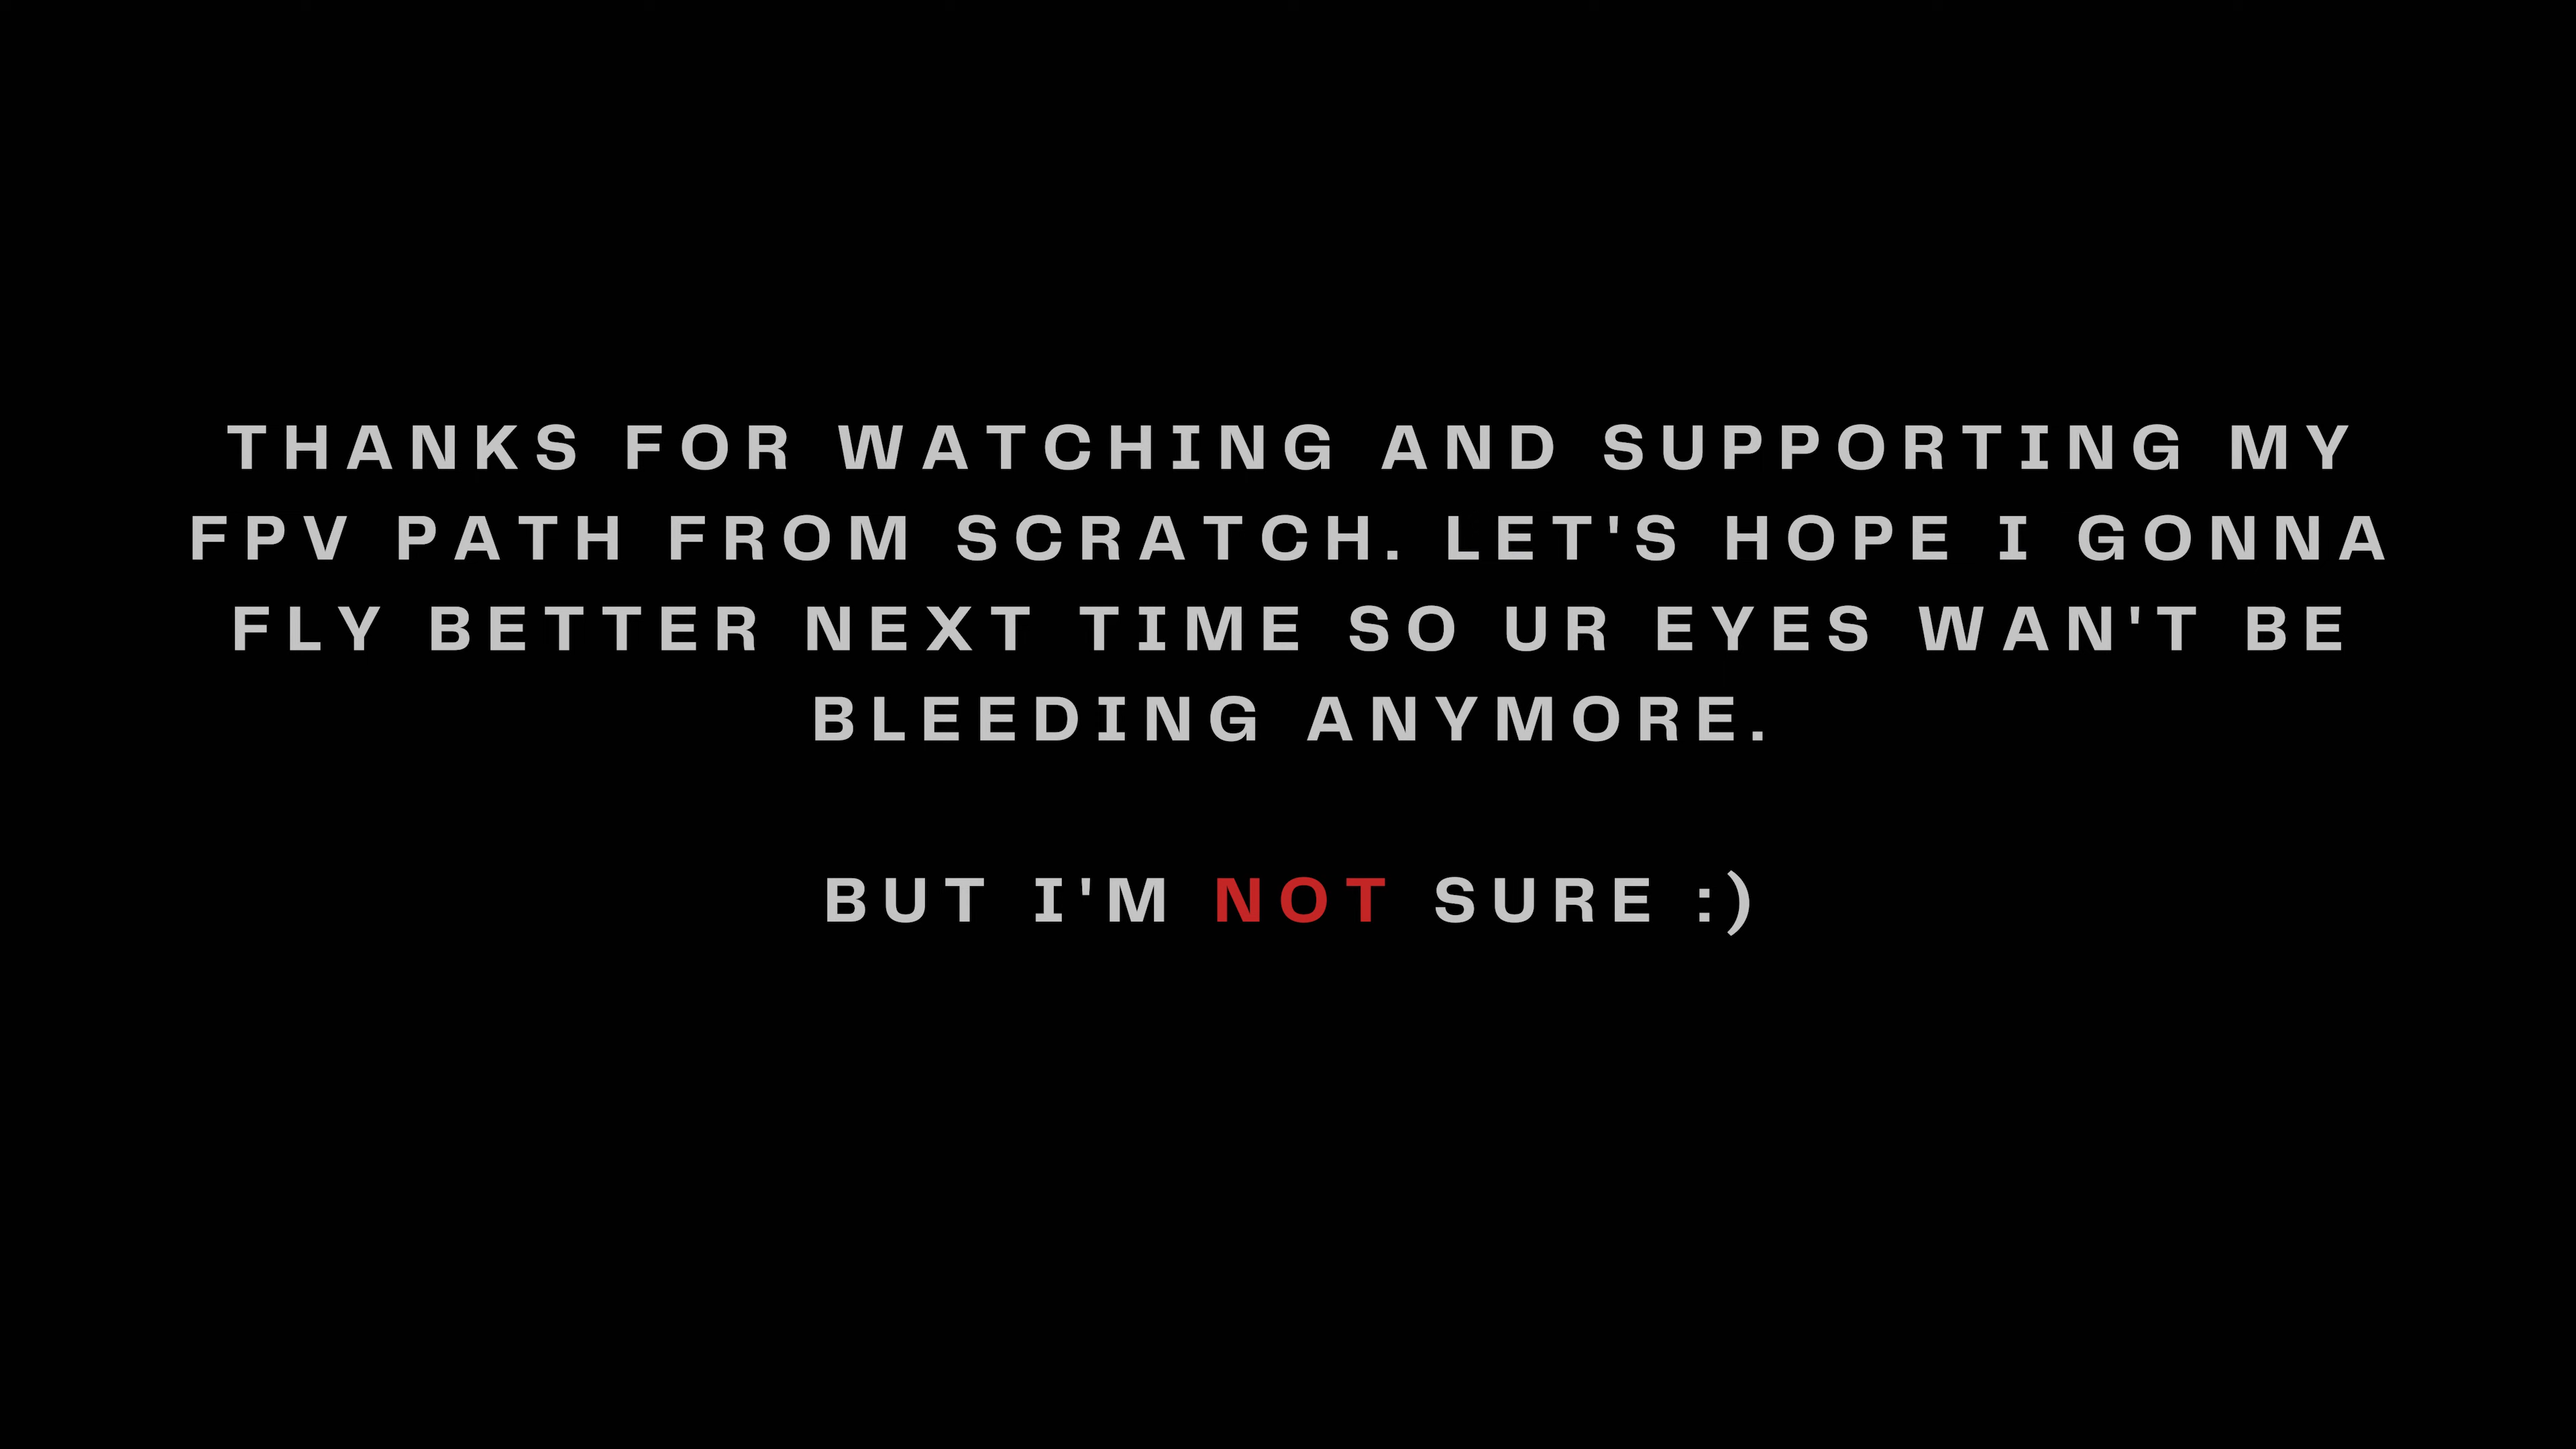 THANKS FOR WATCHING AND SUPPORTING MY
FPV PATH FROM SCRATCH. LET'S HOPE I GONNA
FLY BETTER NEXT TIME SO UR EYES WAN'T BE
BLEEDING ANYMORE.
BUT I'M NOT SURE :)